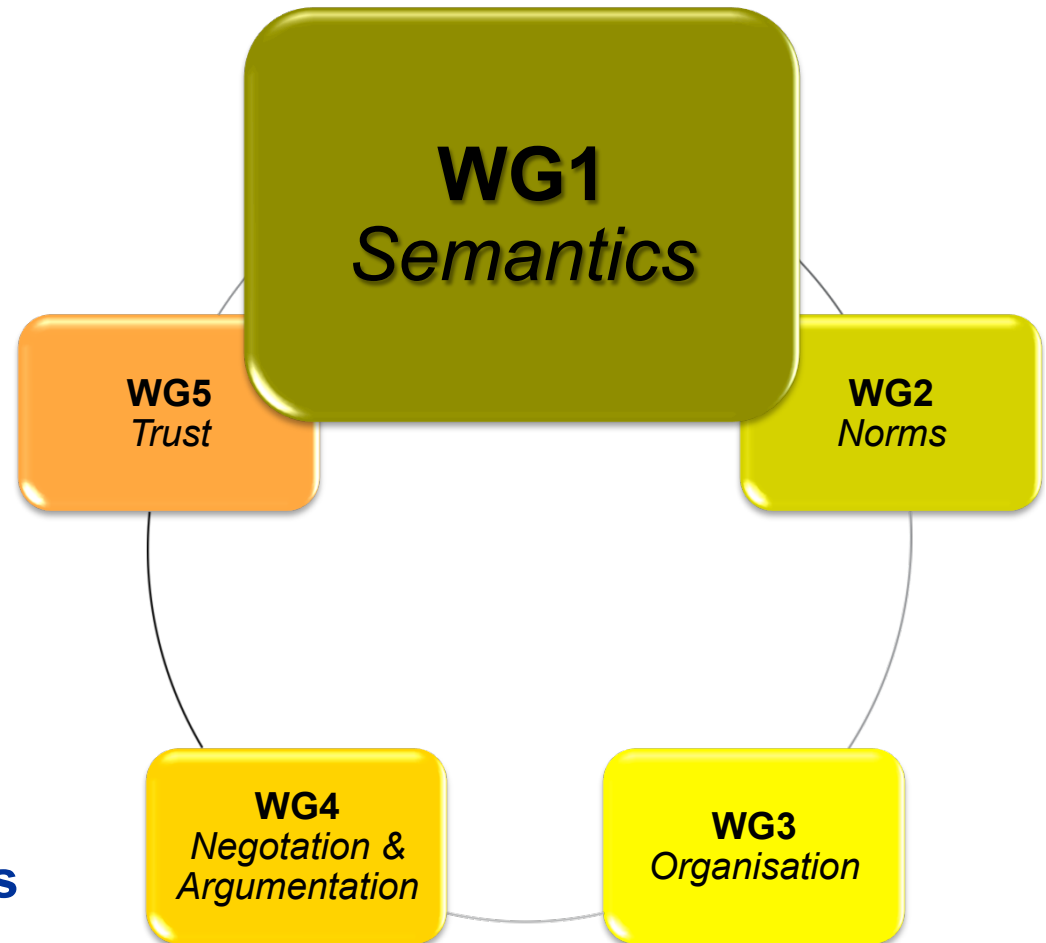 WG1
Semantics
WG5
Trust
WG2
Norms
WG4
Negotation &
Argumentation
WG3
Organisation
s